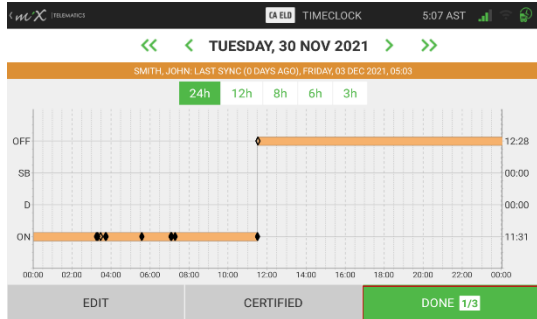 mix TELEMATICS CA ELD TIMECLOCK 5:07 AST
TUESDAY, 30 NOV 2021
SMITH, JOHN: LAST SYNC (0 DAYS AGO), FRIDAY, 03 DEC 2021, 05:03
24h 12h 8h 6h 3h
OFF 12:28
SB 00:00
D 00:00
ON 11:31
00:00 02:00 04:00 06:00 08:00 10:00 12:00 14:00 16:00 18:00 20:00 22:00 00:00
EDIT CERTIFIED DONE 1/3